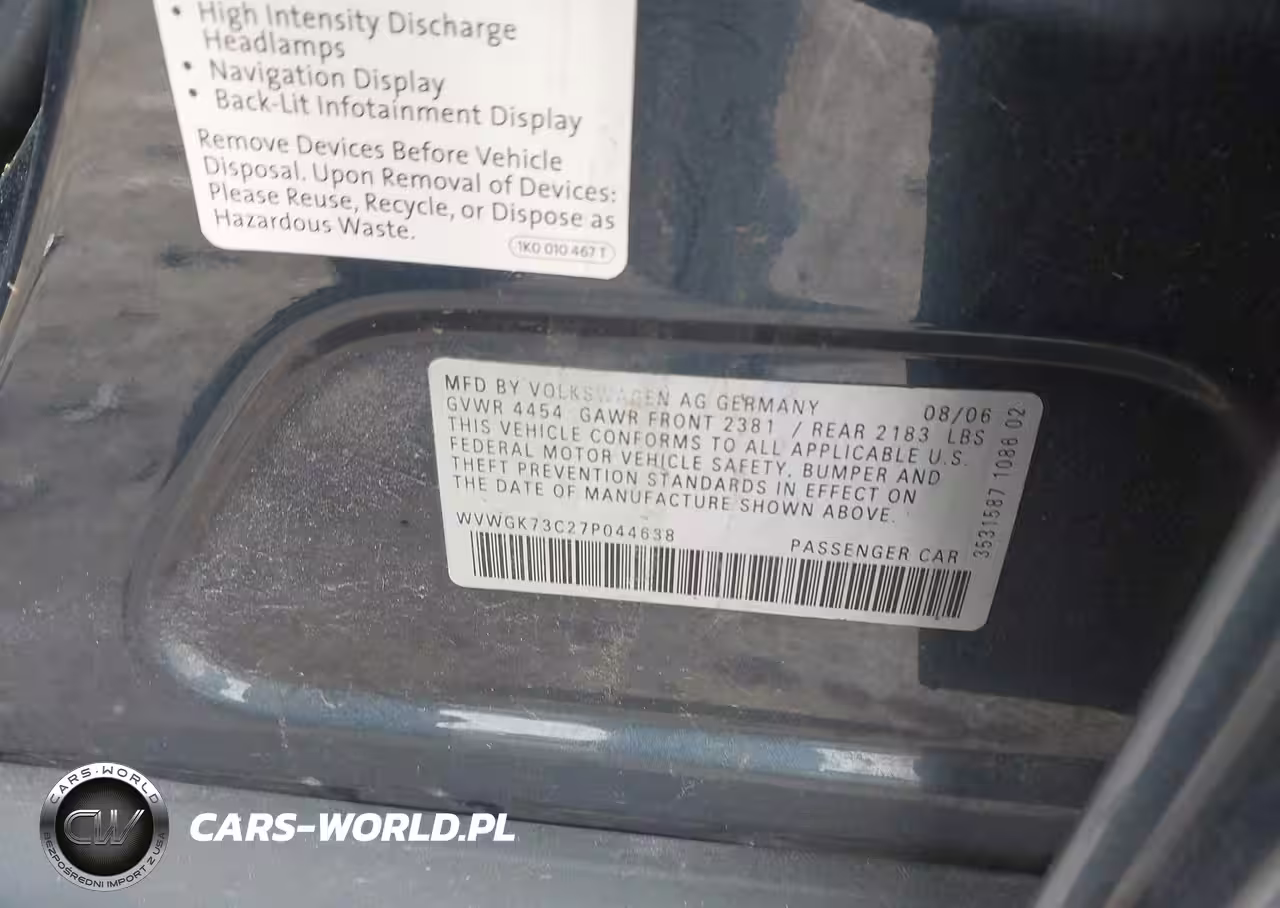 • High Intensity Discharge
Headlamps
• Navigation Display
• Back-Lit Infotainment Display
Remove Devices Before Vehicle
Disposal. Upon Removal of Devices:
Please Reuse, Recycle, or Dispose as
Hazardous Waste.
1K0 010 467 T
MFD BY VOLKSWAGEN AG GERMANY 08/06
GVWR 4454 GAWR FRONT 2381 / REAR 2183 LBS
THIS VEHICLE CONFORMS TO ALL APPLICABLE U.S.
FEDERAL MOTOR VEHICLE SAFETY, BUMPER AND
THEFT PREVENTION STANDARDS IN EFFECT ON
THE DATE OF MANUFACTURE SHOWN ABOVE.
WVWGK73C27P044638 PASSENGER CAR
3531587 1086 02
CARS-WORLD
CW
BEZPOŚREDNI IMPORT Z USA
CARS-WORLD.PL